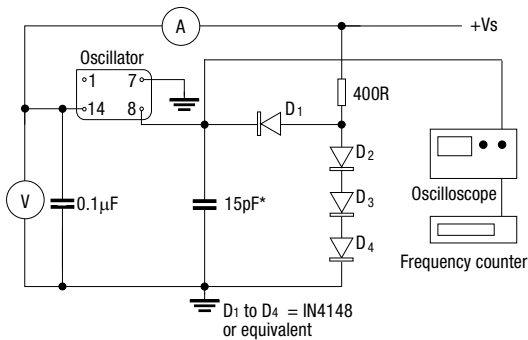 A
+Vs
Oscillator
1 7
14 8
D1
400R
D2
V
0.1µF
15pF*
D3
D4
Oscilloscope
Frequency counter
D1 to D4 = IN4148
or equivalent